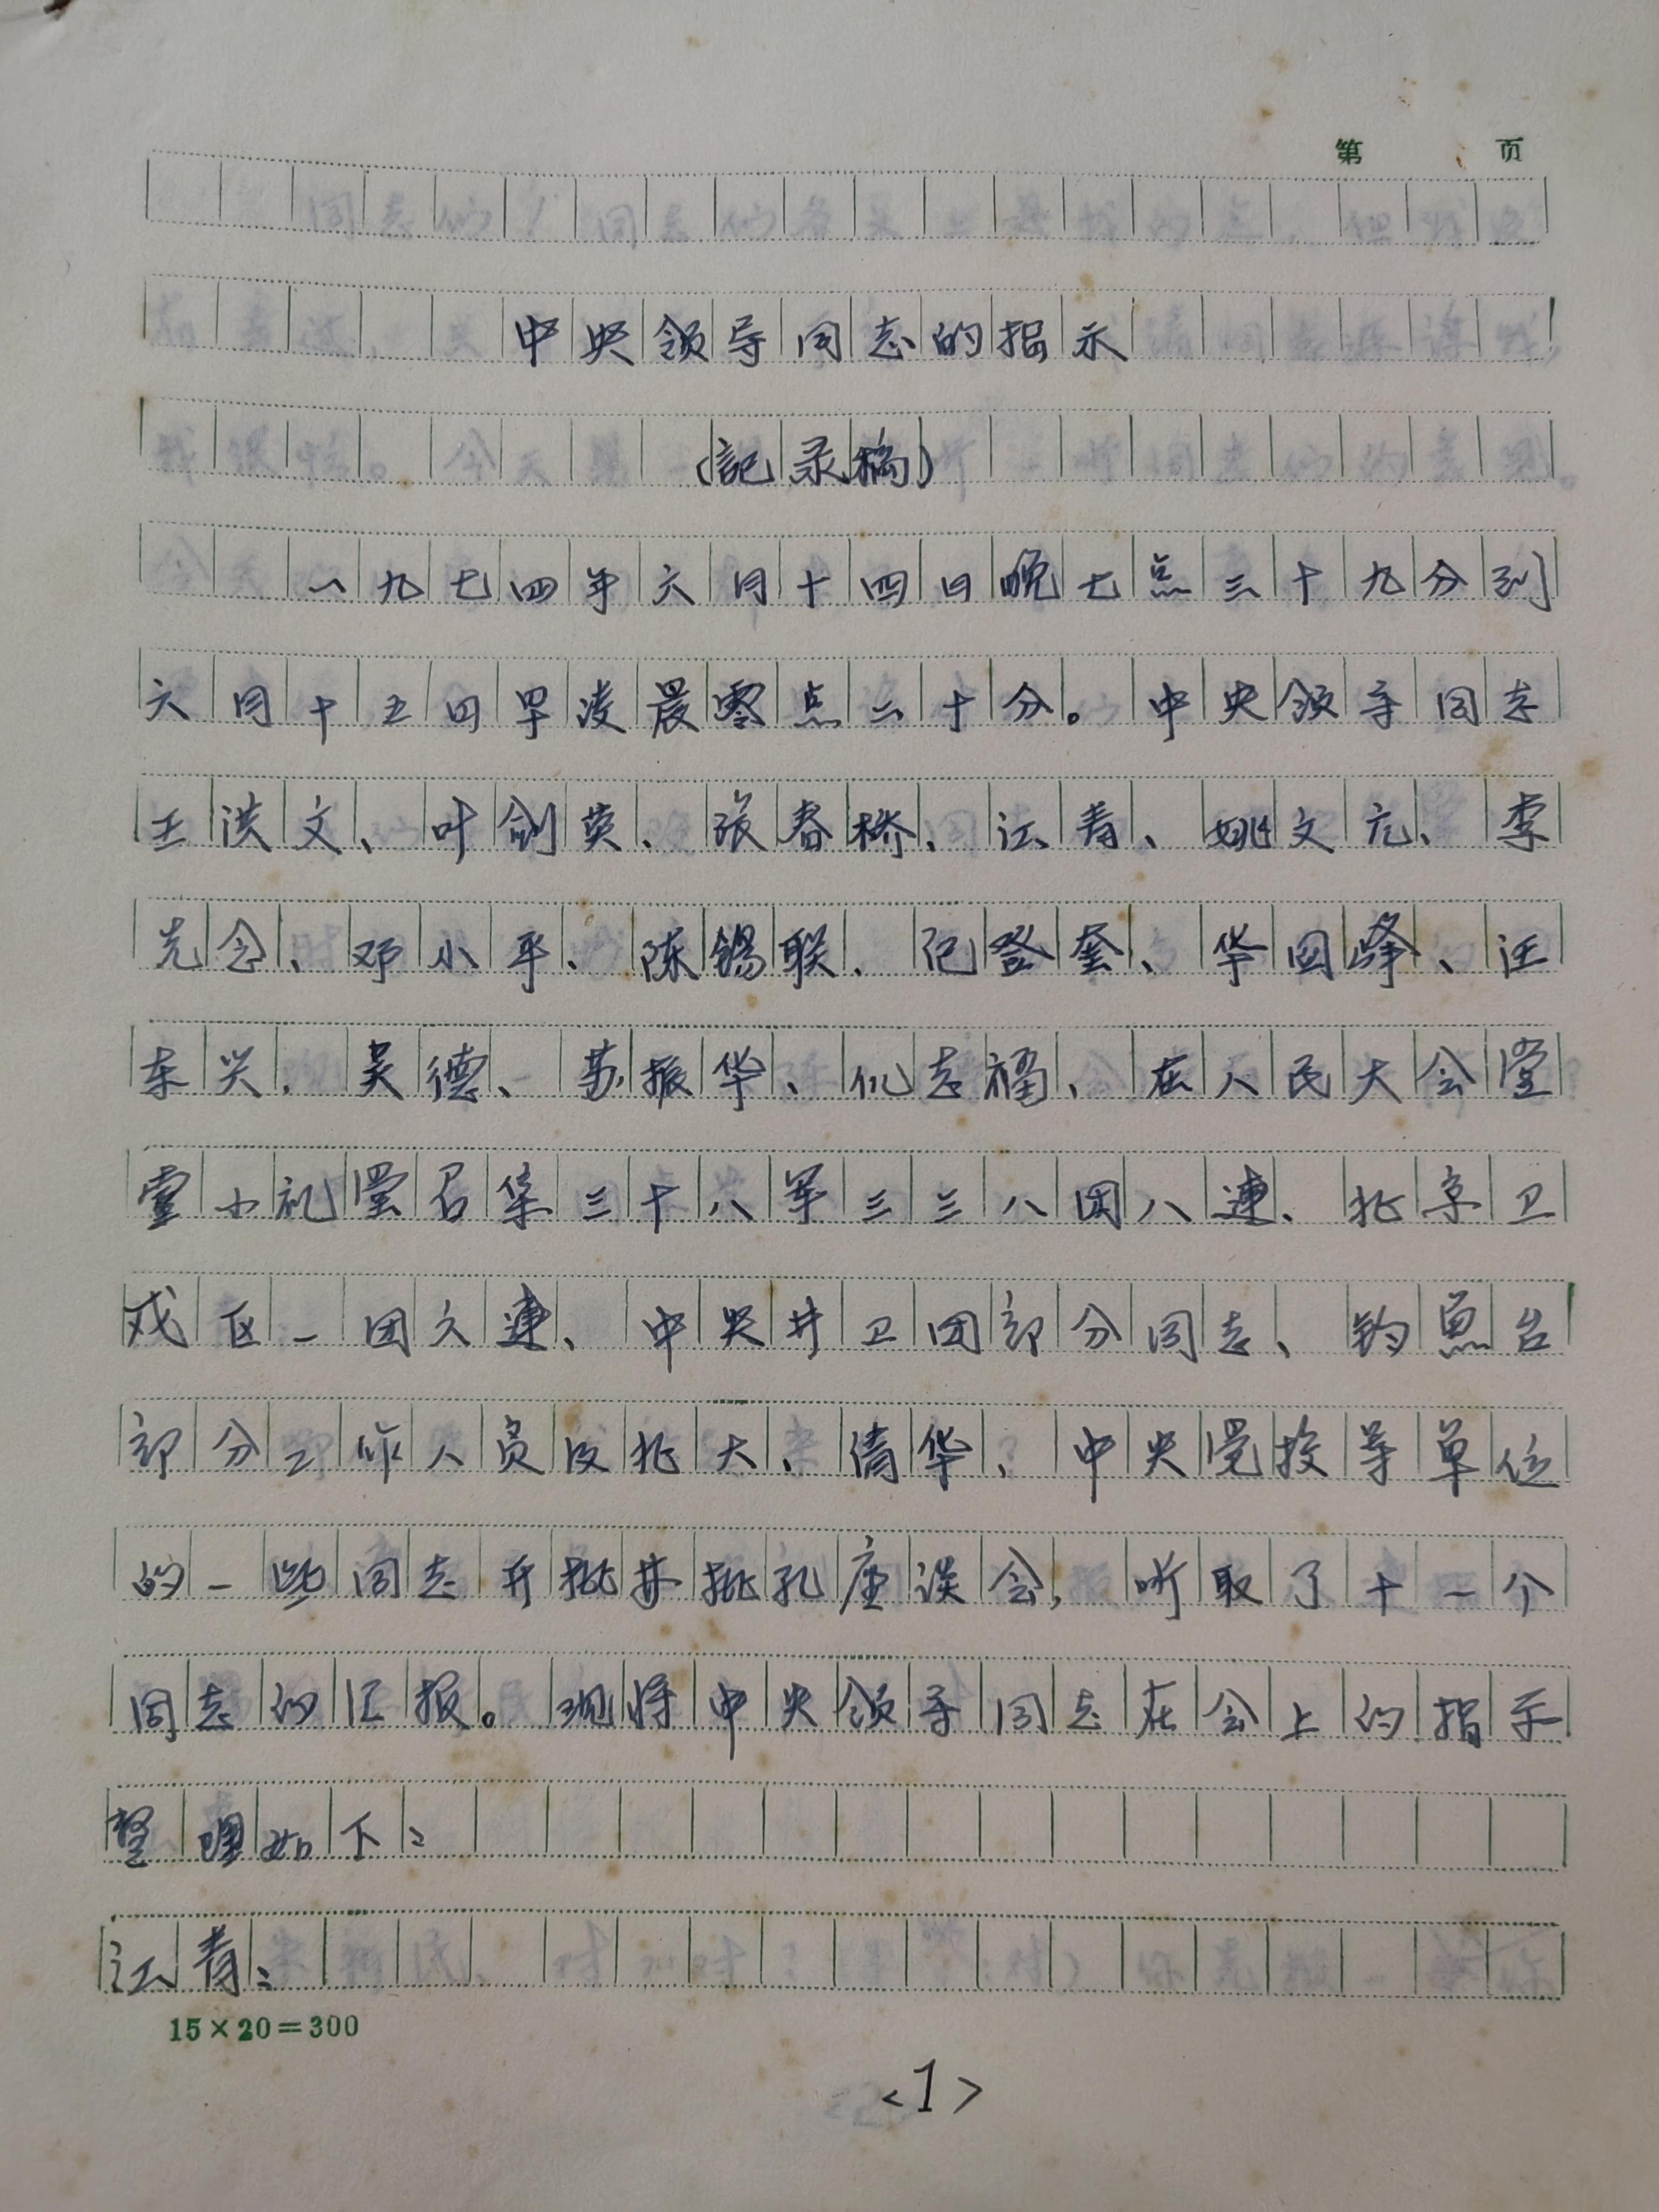 第 页
中央领导同志的指示
(記录稿)
一九七四年六月十四日晚七点三十九分到
六月十五日早凌晨零点二十分。中央领导同志
王洪文、叶剑英、张春桥、江青、姚文元、李
先念、邓小平、陈锡联、纪登奎、华国锋、汪
东兴、吴德、苏振华、倪志福、在人民大会堂
小礼堂召集三十八军三三八团八連、北京卫
戍区一团六連、中央井卫团部分同志、钓魚台
部分工作人员及北大、清华、中央党校等单位
的一些同志开批林批孔座谈会,听取了十一个
同志的汇报。现将中央领导同志在会上的指示
整理如下:
江青:
15×20=300
<1>